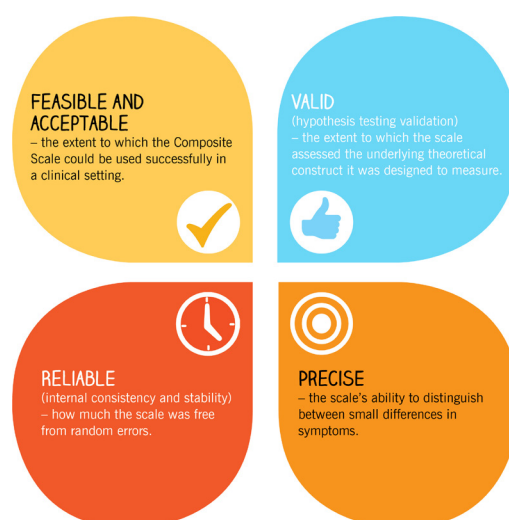 FEASIBLE AND
ACCEPTABLE
– the extent to which the Composite
Scale could be used successfully in
a clinical setting.
VALID
(hypothesis testing validation)
– the extent to which the scale
assessed the underlying theoretical
construct it was designed to measure.
RELIABLE
(internal consistency and stability)
– how much the scale was free
from random errors.
PRECISE
– the scale's ability to distinguish
between small differences in
symptoms.